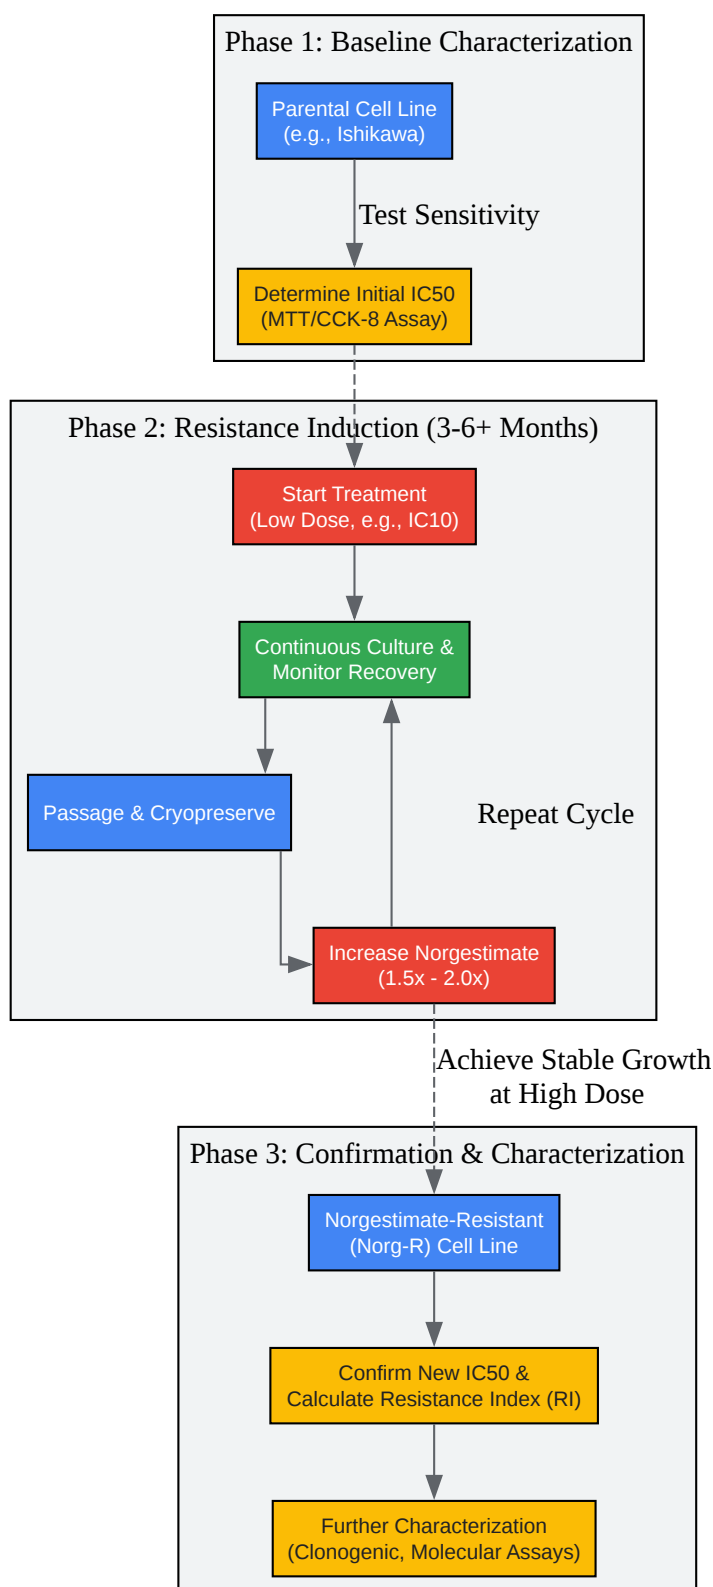 Phase 1: Baseline Characterization
Parental Cell Line
(e.g., Ishikawa)
Test Sensitivity
Determine Initial IC50
(MTT/CCK-8 Assay)
Phase 2: Resistance Induction (3-6+ Months)
Start Treatment
(Low Dose, e.g., IC10)
Continuous Culture &
Monitor Recovery
Passage & Cryopreserve
Repeat Cycle
Increase Norgestimate
(1.5x - 2.0x)
Achieve Stable Growth
at High Dose
Phase 3: Confirmation & Characterization
Norgestimate-Resistant
(Norg-R) Cell Line
Confirm New IC50 &
Calculate Resistance Index (RI)
Further Characterization
(Clonogenic, Molecular Assays)